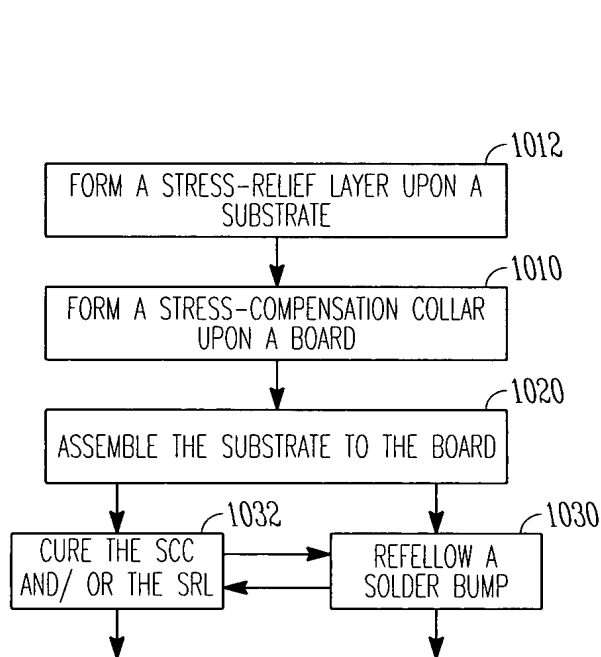 1012
FORM A STRESS-RELIEF LAYER UPON A
SUBSTRATE
1010
FORM A STRESS-COMPENSATION COLLAR
UPON A BOARD
1020
ASSEMBLE THE SUBSTRATE TO THE BOARD
1032
CURE THE SCC
AND/ OR THE SRL
1030
REFELLOW A
SOLDER BUMP